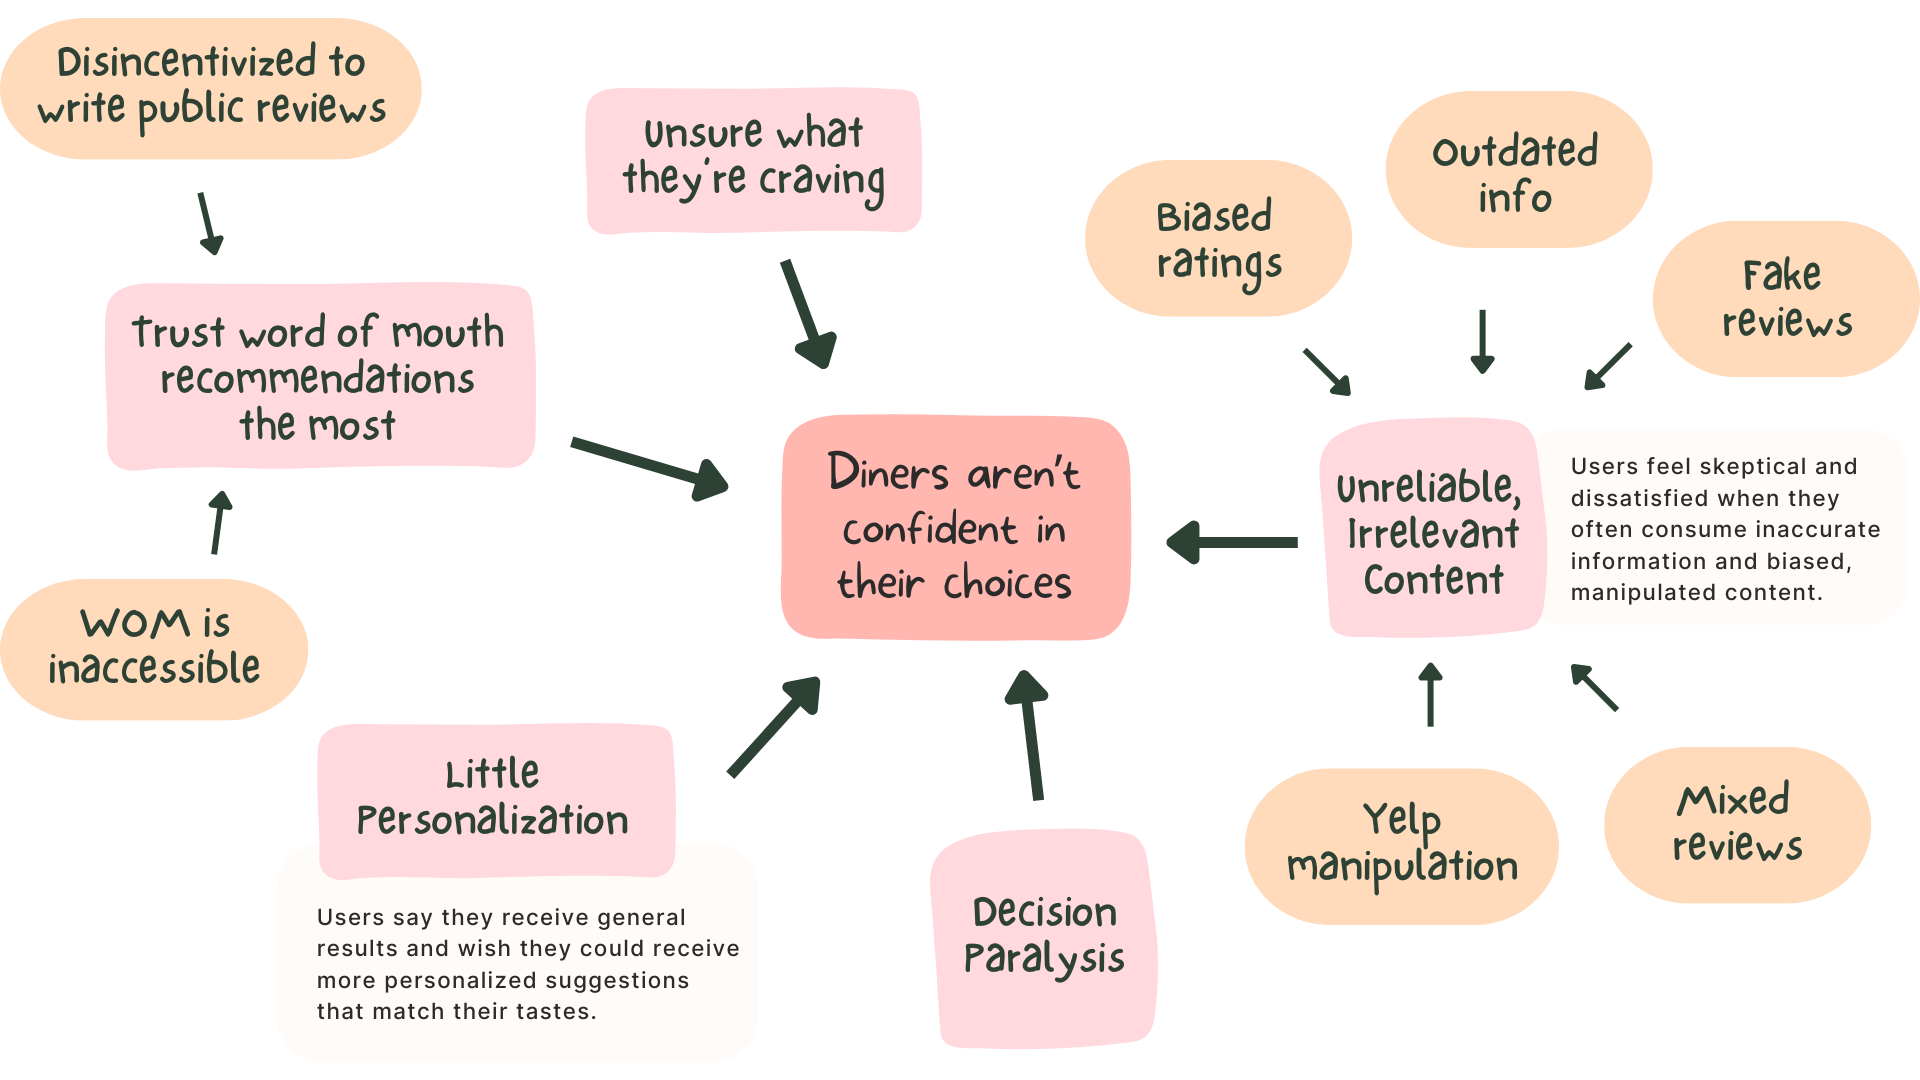 Disincentivized to
write public reviews
Unsure what
they're craving
Outdated
info
Biased
ratings
Fake
reviews
Trust word of mouth
recommendations
the most
Diners aren't
confident in
their choices
Unreliable,
Irrelevant
Content
Users feel skeptical and
dissatisfied when they
often consume inaccurate
information and biased,
manipulated content.
WOM is
inaccessible
Little
Personalization
Users say they receive general
results and wish they could receive
more personalized suggestions
that match their tastes.
Decision
Paralysis
Yelp
manipulation
Mixed
reviews